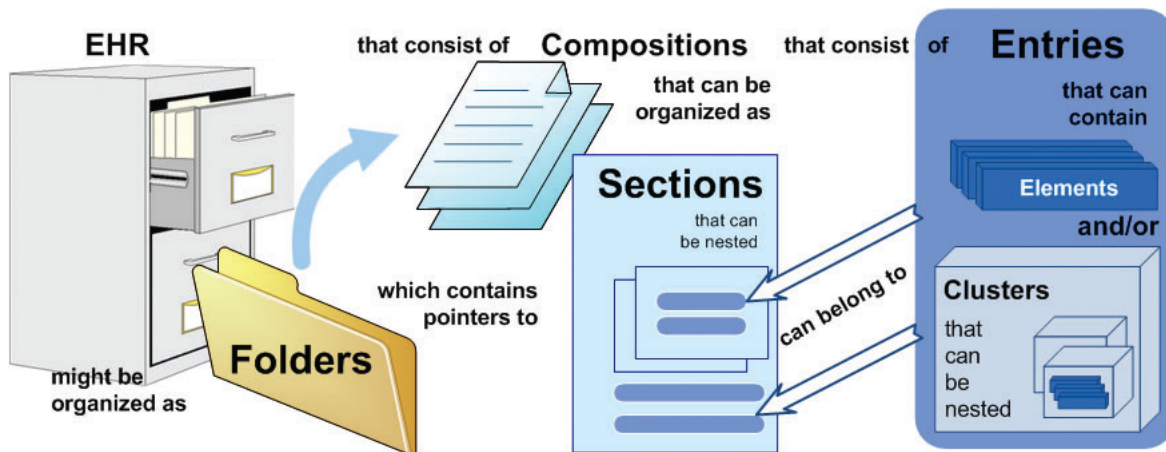 EHR
might be
organized as
Folders
which contains
pointers to
that consist of
Compositions
that can be
organized as
Sections
that can
be nested
that consist of
Entries
that can
contain
Elements
and/or
Clusters
that
can
be
nested
can belong to